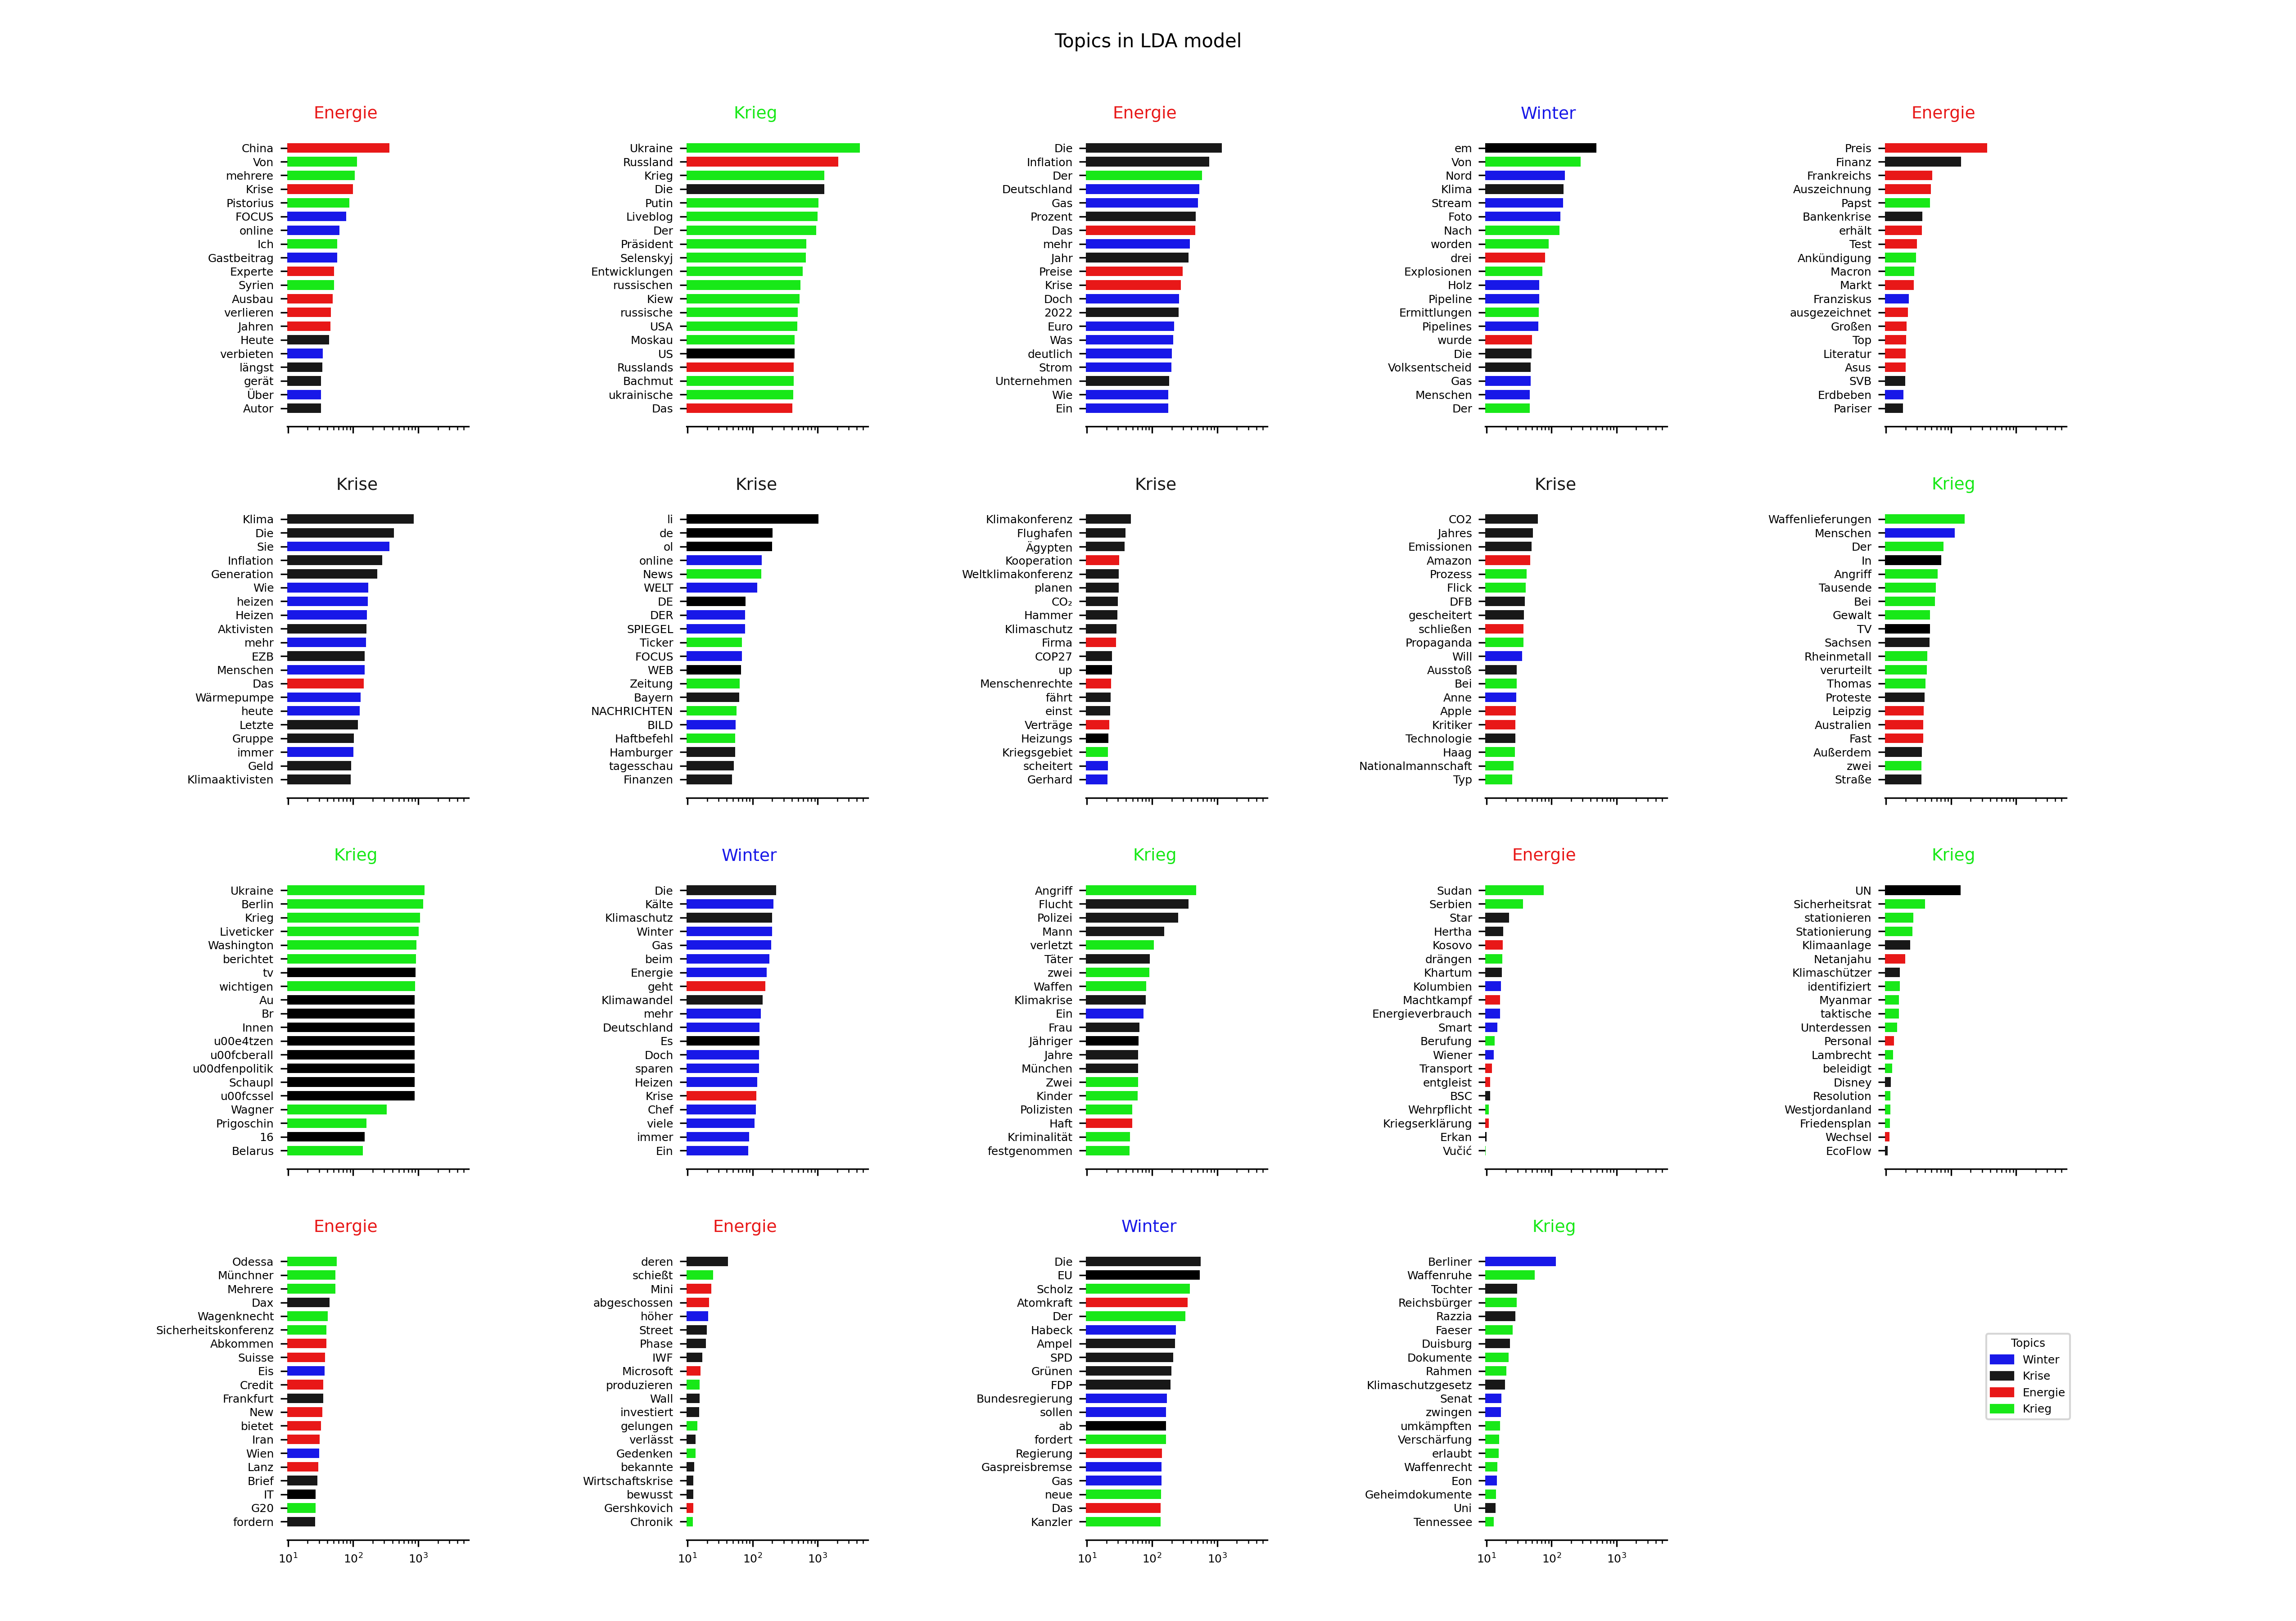 Topics in LDA model
Energie
China
Von
mehrere
Krise
Pistorius
FOCUS
online
Ich
Gastbeitrag
Experte
Syrien
Ausbau
verlieren
Jahren
Heute
verbieten
längst
gerät
Über
Autor
Krieg
Ukraine
Russland
Krieg
Die
Putin
Liveblog
Der
Präsident
Selenskyj
Entwicklungen
russischen
Kiew
russische
USA
Moskau
US
Russlands
Bachmut
ukrainische
Das
Energie
Die
Inflation
Der
Deutschland
Gas
Prozent
Das
mehr
Jahr
Preise
Krise
Doch
2022
Euro
Was
deutlich
Strom
Unternehmen
Wie
Ein
Winter
em
Von
Nord
Klima
Stream
Foto
Nach
worden
drei
Explosionen
Holz
Pipeline
Ermittlungen
Pipelines
wurde
Die
Volksentscheid
Gas
Menschen
Der
Energie
Preis
Finanz
Frankreichs
Auszeichnung
Papst
Bankenkrise
erhält
Test
Ankündigung
Macron
Markt
Franziskus
ausgezeichnet
Großen
Top
Literatur
Asus
SVB
Erdbeben
Pariser
Krise
Klima
Die
Sie
Inflation
Generation
Wie
heizen
Heizen
Aktivisten
mehr
EZB
Menschen
Das
Wärmepumpe
heute
Letzte
Gruppe
immer
Geld
Klimaaktivisten
Krise
li
de
ol
online
News
WELT
DE
DER
SPIEGEL
Ticker
FOCUS
WEB
Zeitung
Bayern
NACHRICHTEN
BILD
Haftbefehl
Hamburger
tagesschau
Finanzen
Krise
Klimakonferenz
Flughafen
Ägypten
Kooperation
Weltklimakonferenz
planen
CO₂
Hammer
Klimaschutz
Firma
COP27
up
Menschenrechte
fährt
einst
Verträge
Heizungs
Kriegsgebiet
scheitert
Gerhard
Krise
CO2
Jahres
Emissionen
Amazon
Prozess
Flick
DFB
gescheitert
schließen
Propaganda
Will
Ausstoß
Bei
Anne
Apple
Kritiker
Technologie
Haag
Nationalmannschaft
Typ
Krieg
Waffenlieferungen
Menschen
Der
In
Angriff
Tausende
Bei
Gewalt
TV
Sachsen
Rheinmetall
verurteilt
Thomas
Proteste
Leipzig
Australien
Fast
Außerdem
zwei
Straße
Krieg
Ukraine
Berlin
Krieg
Liveticker
Washington
berichtet
tv
wichtigen
Au
Br
Innen
u00e4tzen
u00fcberall
u00dfenpolitik
Schaupl
u00fcssel
Wagner
Prigoschin
16
Belarus
Winter
Die
Kälte
Klimaschutz
Winter
Gas
beim
Energie
geht
Klimawandel
mehr
Deutschland
Es
Doch
sparen
Heizen
Krise
Chef
viele
immer
Ein
Krieg
Angriff
Flucht
Polizei
Mann
verletzt
Täter
zwei
Waffen
Klimakrise
Ein
Frau
Jähriger
Jahre
München
Zwei
Kinder
Polizisten
Haft
Kriminalität
festgenommen
Energie
Sudan
Serbien
Star
Hertha
Kosovo
drängen
Khartum
Kolumbien
Machtkampf
Energieverbrauch
Smart
Berufung
Wiener
Transport
entgleist
BSC
Wehrpflicht
Kriegserklärung
Erkan
Vučić
Krieg
UN
Sicherheitsrat
stationieren
Stationierung
Klimaanlage
Netanjahu
Klimaschützer
identifiziert
Myanmar
taktische
Unterdessen
Personal
Lambrecht
beleidigt
Disney
Resolution
Westjordanland
Friedensplan
Wechsel
EcoFlow
Energie
Odessa
Münchner
Mehrere
Dax
Wagenknecht
Sicherheitskonferenz
Abkommen
Suisse
Eis
Credit
Frankfurt
New
bietet
Iran
Wien
Lanz
Brief
IT
G20
fordern
10¹ 10² 10³
Energie
deren
schießt
Mini
abgeschossen
höher
Street
Phase
IWF
Microsoft
produzieren
Wall
investiert
gelungen
verlässt
Gedenken
bekannte
Wirtschaftskrise
bewusst
Gershkovich
Chronik
10¹ 10² 10³
Winter
Die
EU
Scholz
Atomkraft
Der
Habeck
Ampel
SPD
Grünen
FDP
Bundesregierung
sollen
ab
fordert
Regierung
Gaspreisbremse
Gas
neue
Das
Kanzler
10¹ 10² 10³
Krieg
Berliner
Waffenruhe
Tochter
Reichsbürger
Razzia
Faeser
Duisburg
Dokumente
Rahmen
Klimaschutzgesetz
Senat
zwingen
umkämpften
Verschärfung
erlaubt
Waffenrecht
Eon
Geheimdokumente
Uni
Tennessee
10¹ 10² 10³
Topics
Winter
Krise
Energie
Krieg